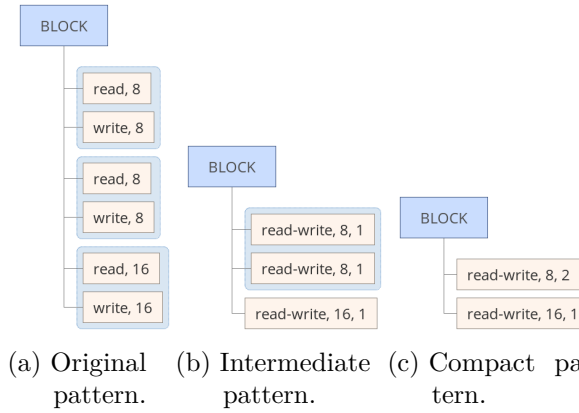 BLOCK
read, 8
write, 8
read, 8
write, 8
read, 16
write, 16
(a) Original
pattern.
BLOCK
read-write, 8, 1
read-write, 8, 1
read-write, 16, 1
(b) Intermediate
pattern.
BLOCK
read-write, 8, 2
read-write, 16, 1
(c) Compact pa
tern.